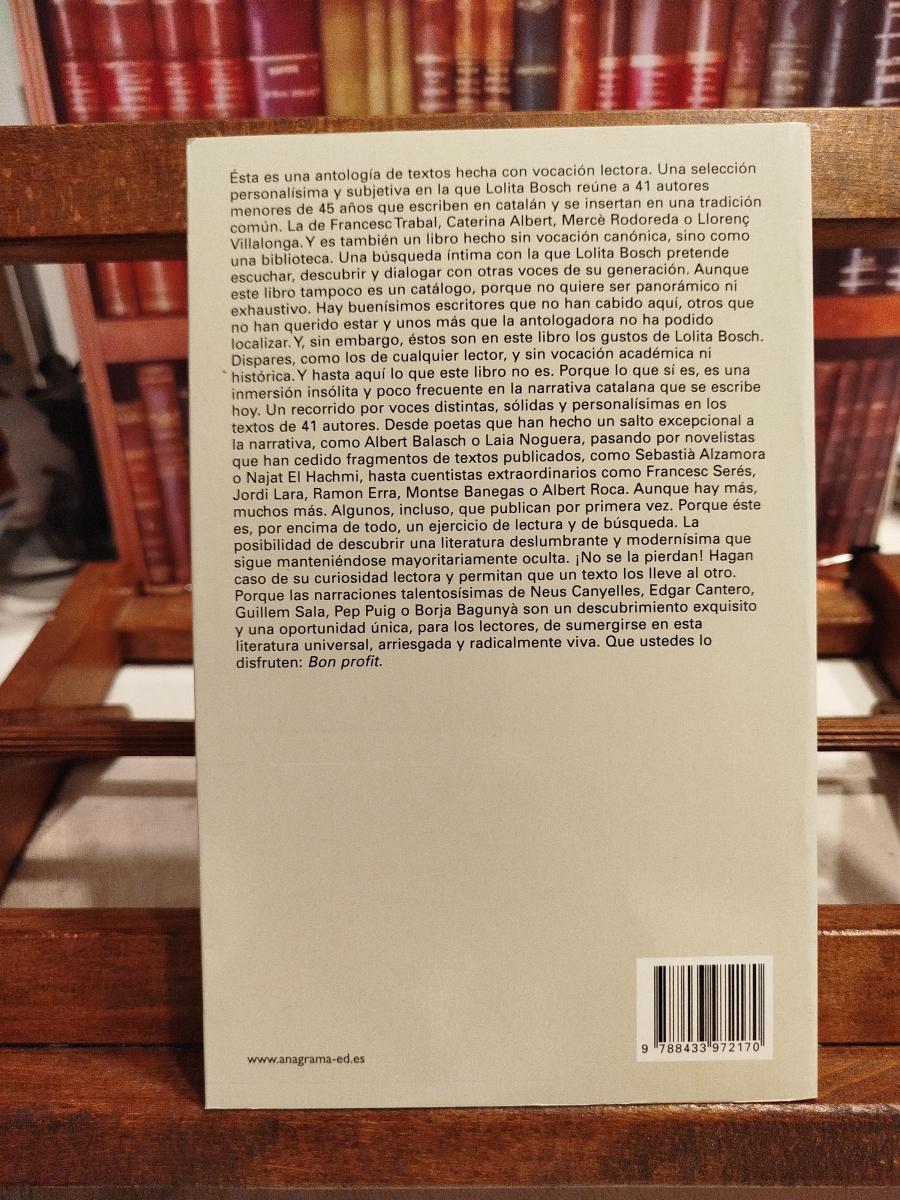 Ésta es una antología de textos hecha con vocación lectora. Una selección
personalísima y subjetiva en la que Lolita Bosch reúne a 41 autores
menores de 45 años que escriben en catalán y se insertan en una tradición
común. La de Francesc Trabal, Caterina Albert, Mercè Rodoreda o Llorenç
Villalonga. Y es también un libro hecho sin vocación canónica, sino como
una biblioteca. Una búsqueda íntima con la que Lolita Bosch pretende
escuchar, descubrir y dialogar con otras voces de su generación. Aunque
este libro tampoco es un catálogo, porque no quiere ser panorámico ni
exhaustivo. Hay buenísimos escritores que no han cabido aquí, otros que
no han querido estar y unos más que la antologadora no ha podido
localizar. Y, sin embargo, éstos son en este libro los gustos de Lolita Bosch.
Dispares, como los de cualquier lector, y sin vocación académica ni
histórica. Y hasta aquí lo que este libro no es. Porque lo que sí es, es una
inmersión insólita y poco frecuente en la narrativa catalana que se escribe
hoy. Un recorrido por voces distintas, sólidas y personalísimas en los
textos de 41 autores. Desde poetas que han hecho un salto excepcional a
la narrativa, como Albert Balasch o Laia Noguera, pasando por novelistas
que han cedido fragmentos de textos publicados, como Sebastià Alzamora
o Najat El Hachmi, hasta cuentistas extraordinarios como Francesc Serés,
Jordi Lara, Ramon Erra, Montse Banegas o Albert Roca. Aunque hay más,
muchos más. Algunos, incluso, que publican por primera vez. Porque éste
es, por encima de todo, un ejercicio de lectura y de búsqueda. La
posibilidad de descubrir una literatura deslumbrante y modernísima que
sigue manteniéndose mayoritariamente oculta. ¡No se la pierdan! Hagan
caso de su curiosidad lectora y permitan que un texto los lleve al otro.
Porque las narraciones talentosísimas de Neus Canyelles, Edgar Cantero,
Guillem Sala, Pep Puig o Borja Bagunyà son un descubrimiento exquisito
y una oportunidad única, para los lectores, de sumergirse en esta
literatura universal, arriesgada y radicalmente viva. Que ustedes lo
disfruten: Bon profit.
www.anagrama-ed.es
9 788433 972170